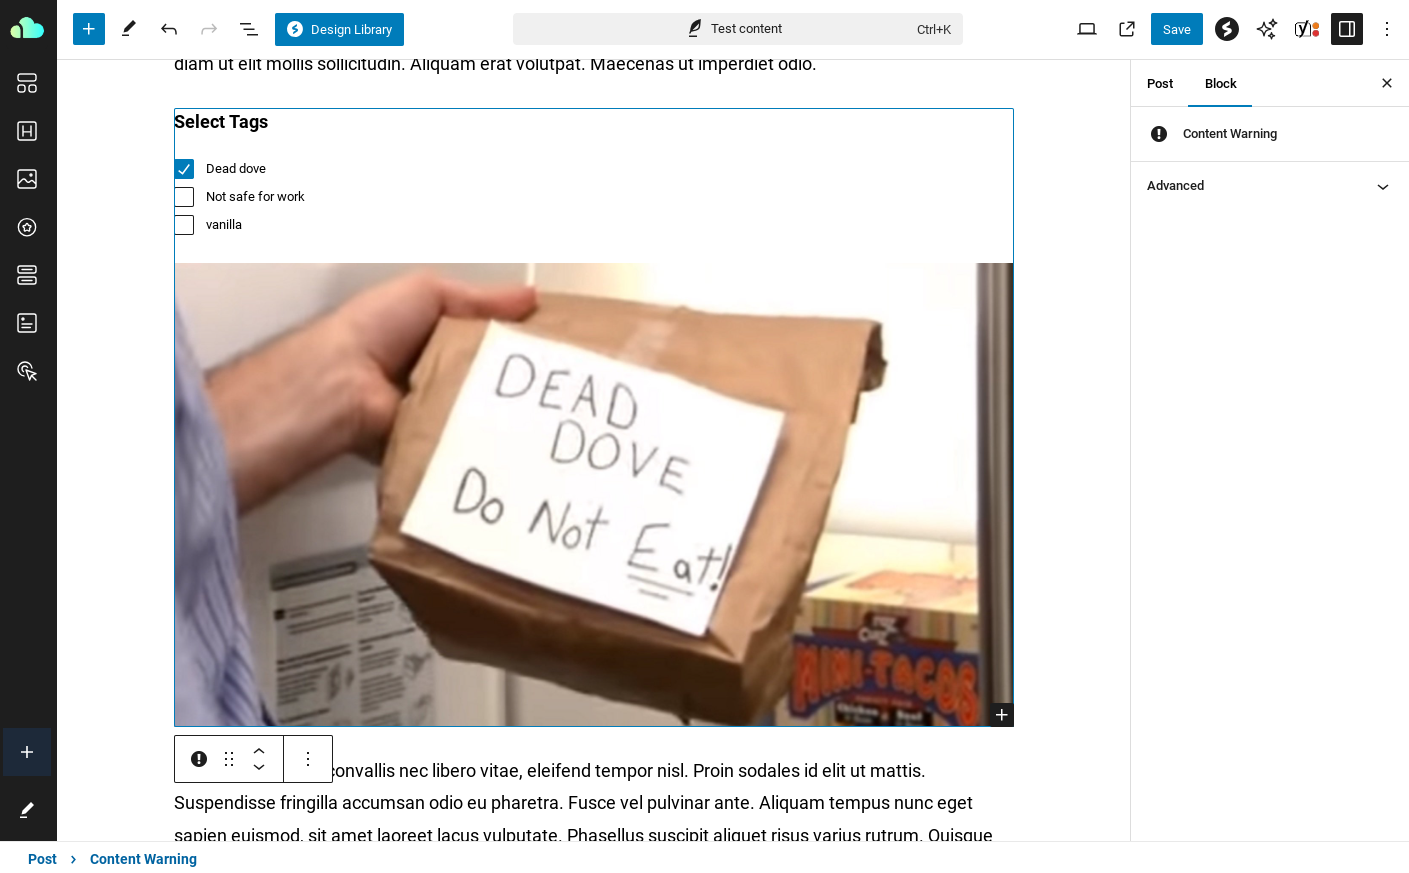 Design Library
Test content
Ctrl+K
Save
diam ut elit mollis sollicitudin. Aliquam erat volutpat. Maecenas ut imperdiet odio.
Post
Block
Content Warning
Advanced
Select Tags
Dead dove
Not safe for work
vanilla
DEAD
DOVE
Do Not Eat!
MINI-TACOS
convallis nec libero vitae, eleifend tempor nisl. Proin sodales id elit ut mattis.
Suspendisse fringilla accumsan odio eu pharetra. Fusce vel pulvinar ante. Aliquam tempus nunc eget
sapien euismod, sit amet laoreet lacus vulputate. Phasellus suscipit aliquet risus varius rutrum. Quisque
Post > Content Warning